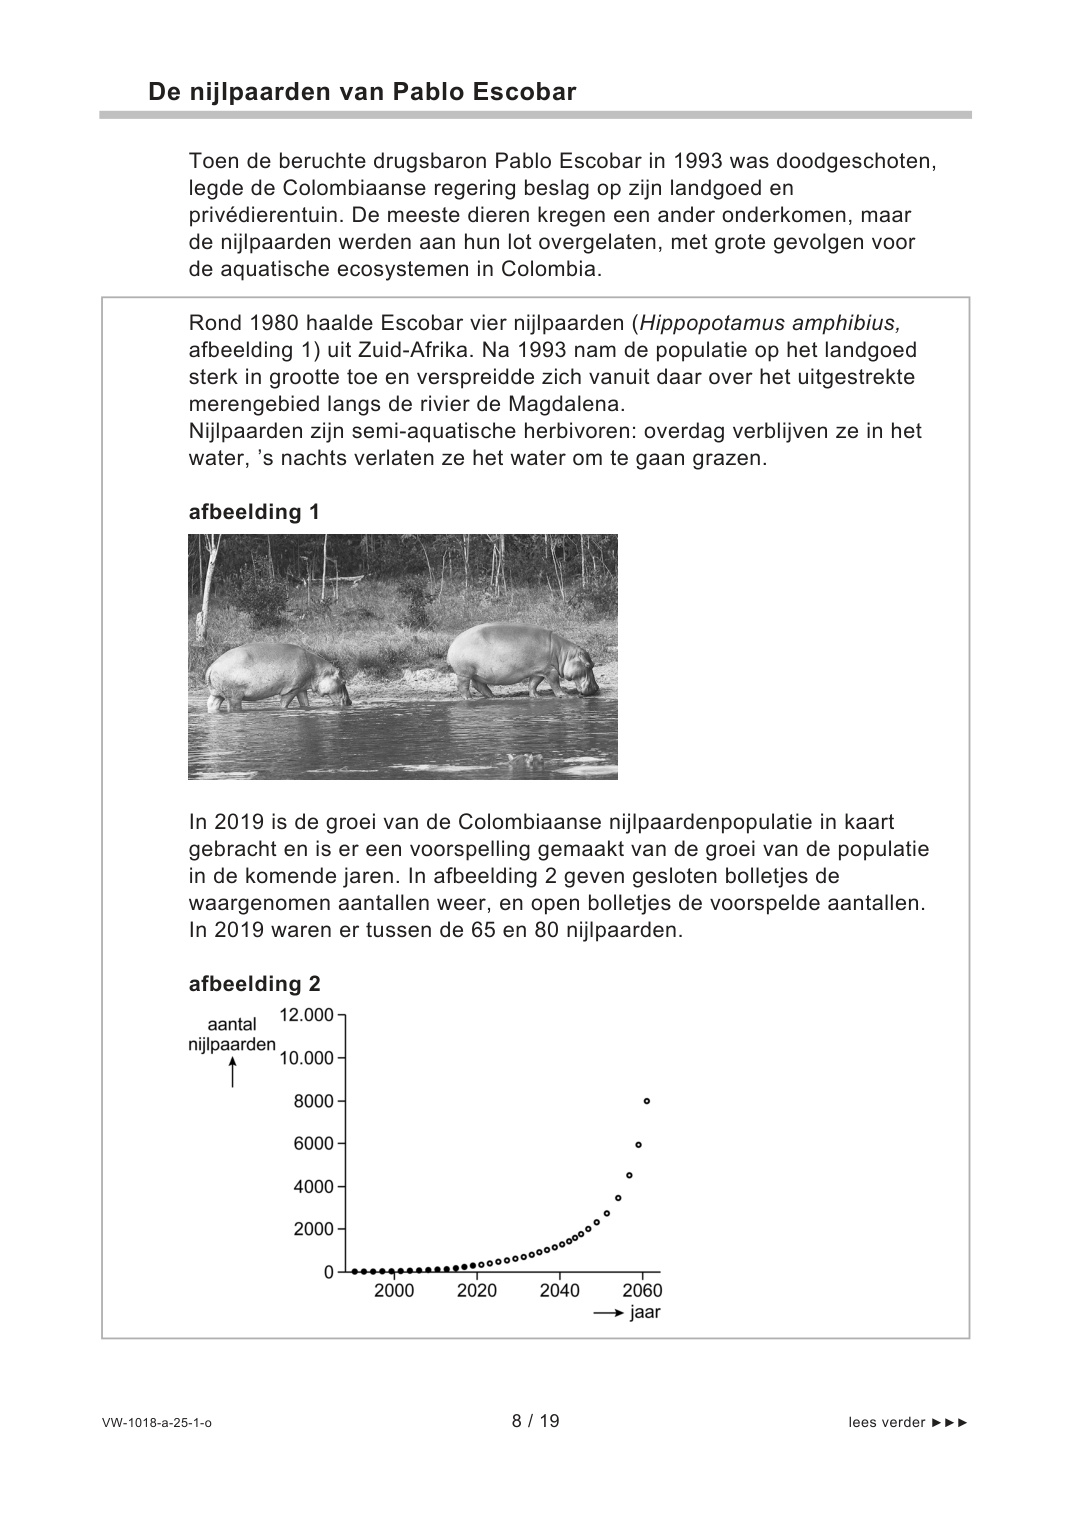 De nijlpaarden van Pablo Escobar
Toen de beruchte drugsbaron Pablo Escobar in 1993 was doodgeschoten,
legde de Colombiaanse regering beslag op zijn landgoed en
privédierentuin. De meeste dieren kregen een ander onderkomen, maar
de nijlpaarden werden aan hun lot overgelaten, met grote gevolgen voor
de aquatische ecosystemen in Colombia.
Rond 1980 haalde Escobar vier nijlpaarden (Hippopotamus amphibius,
afbeelding 1) uit Zuid-Afrika. Na 1993 nam de populatie op het landgoed
sterk in grootte toe en verspreidde zich vanuit daar over het uitgestrekte
merengebied langs de rivier de Magdalena.
Nijlpaarden zijn semi-aquatische herbivoren: overdag verblijven ze in het
water, ’s nachts verlaten ze het water om te gaan grazen.
afbeelding 1
In 2019 is de groei van de Colombiaanse nijlpaardenpopulatie in kaart
gebracht en is er een voorspelling gemaakt van de groei van de populatie
in de komende jaren. In afbeelding 2 geven gesloten bolletjes de
waargenomen aantallen weer, en open bolletjes de voorspelde aantallen.
In 2019 waren er tussen de 65 en 80 nijlpaarden.
afbeelding 2
aantal
nijlpaarden
12.000
10.000
8000
6000
4000
2000
0
2000 2020 2040 2060
jaar
VW-1018-a-25-1-o 8 / 19 lees verder ►►►